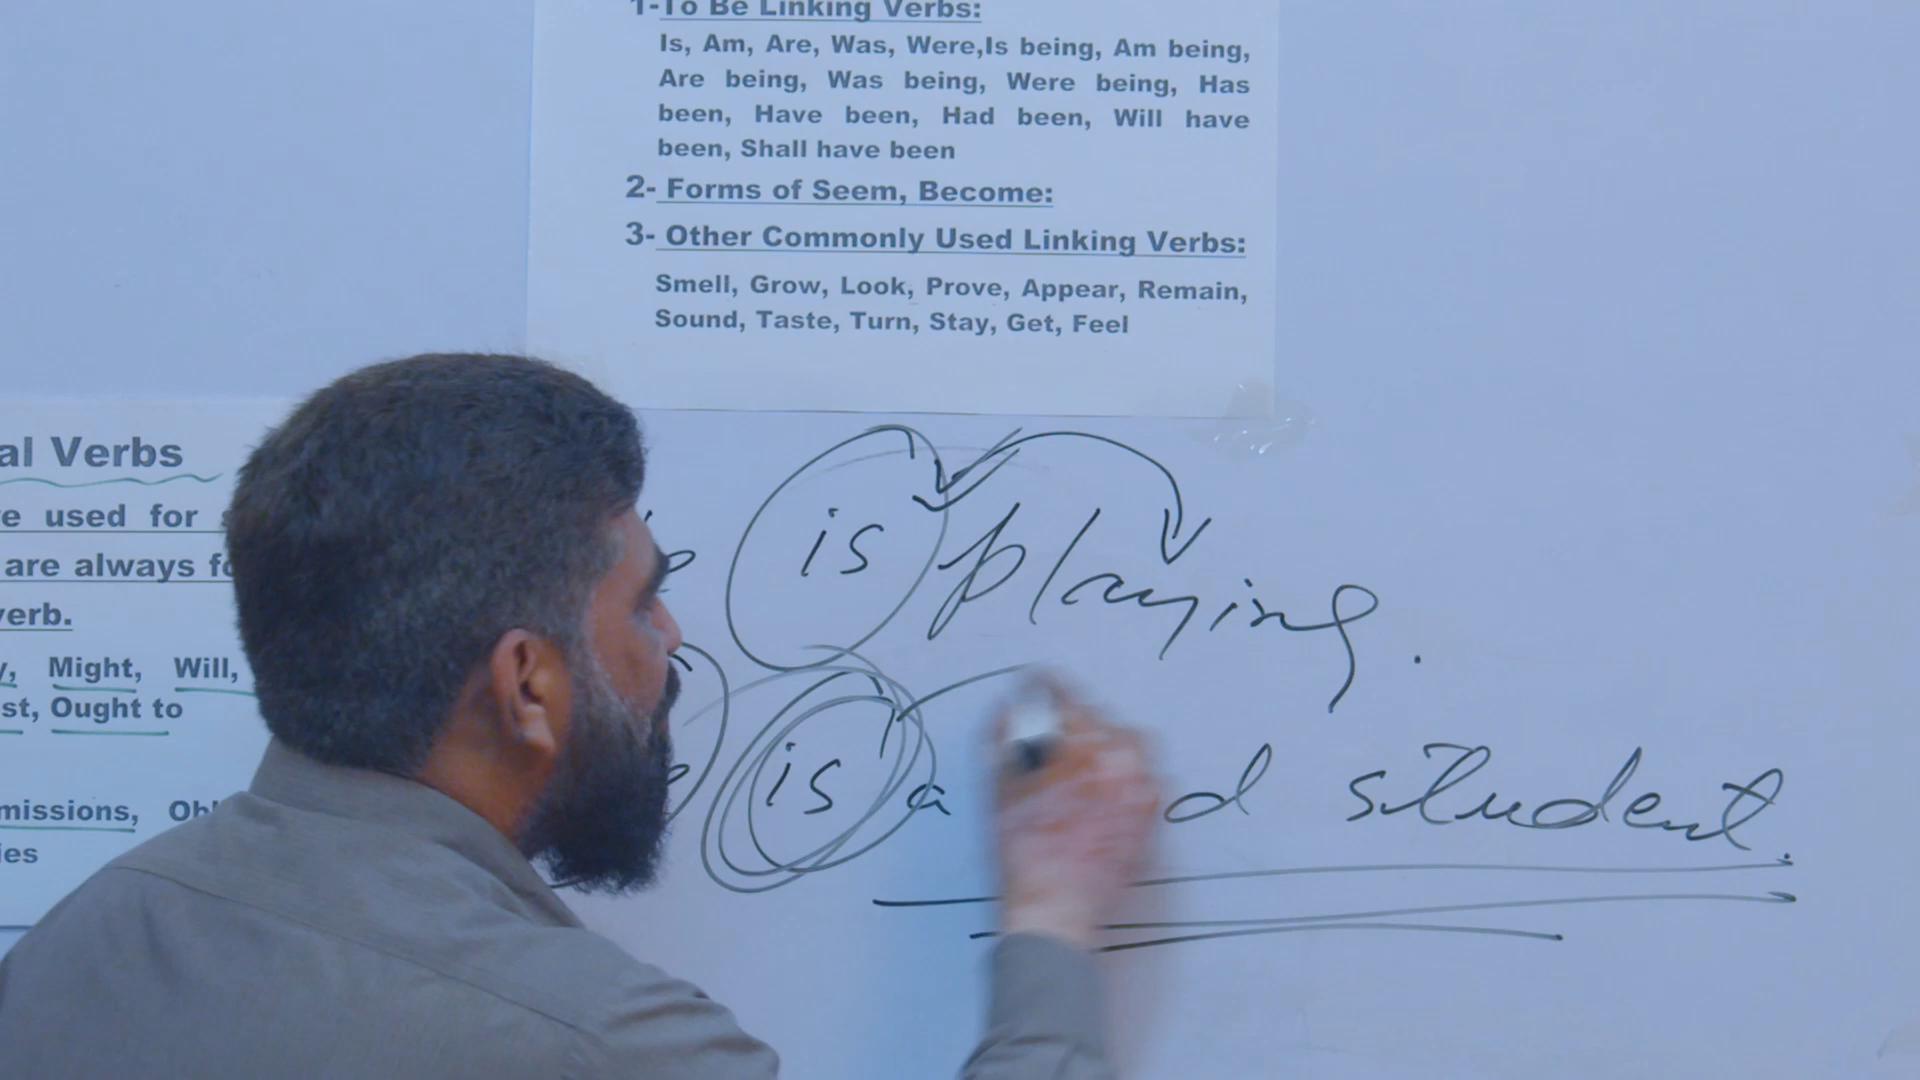 1-To Be Linking Verbs:
Is, Am, Are, Was, Were,Is being, Am being,
Are being, Was being, Were being, Has
been, Have been, Had been, Will have
been, Shall have been
2- Forms of Seem, Become:
3- Other Commonly Used Linking Verbs:
Smell, Grow, Look, Prove, Appear, Remain,
Sound, Taste, Turn, Stay, Get, Feel
al Verbs
used for
are always
verb.
Might, Will,
st, Ought to
missions,
ies
is playing.
is a student.